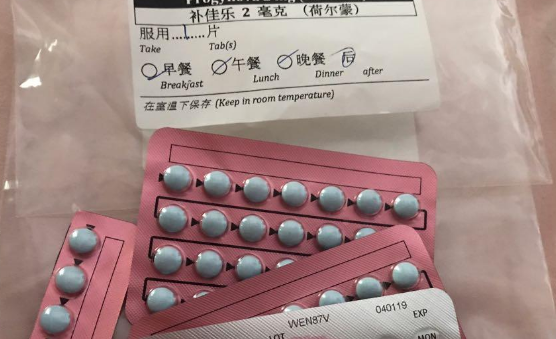 补佳乐 2 毫克 (荷尔蒙)
服用....1....片
Take Tab(s)
早餐 午餐 晚餐 后
Breakfast Lunch Dinner after
在室温下保存 (Keep in room temperature)
WEN87V 040119 EXP
LOT
MON